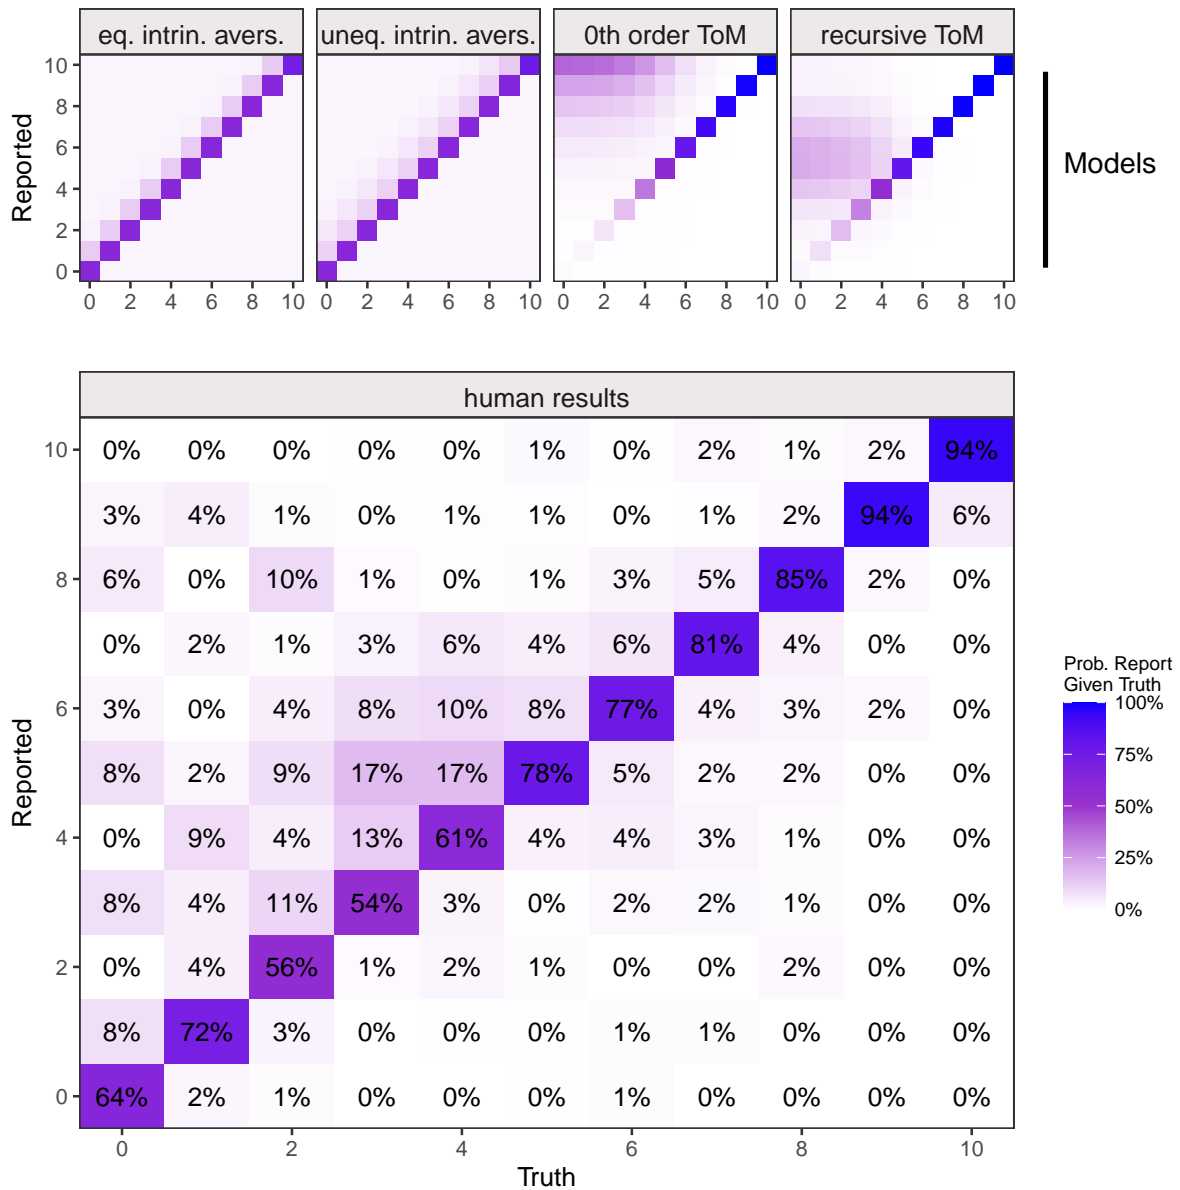 eq. intrin. avers. uneq. intrin. avers. 0th order ToM recursive ToM
10
8
6
4
2
0
Reported
0 2 4 6 8 10 0 2 4 6 8 10 0 2 4 6 8 10 0 2 4 6 8 10
Models
human results
10 0% 0% 0% 0% 0% 1% 0% 2% 1% 2% 94%
3% 4% 1% 0% 1% 1% 0% 1% 2% 94% 6%
8 6% 0% 10% 1% 0% 1% 3% 5% 85% 2% 0%
0% 2% 1% 3% 6% 4% 6% 81% 4% 0% 0%
6 3% 0% 4% 8% 10% 8% 77% 4% 3% 2% 0%
8% 2% 9% 17% 17% 78% 5% 2% 2% 0% 0%
4 0% 9% 4% 13% 61% 4% 4% 3% 1% 0% 0%
8% 4% 11% 54% 3% 0% 2% 2% 1% 0% 0%
2 0% 4% 56% 1% 2% 1% 0% 0% 2% 0% 0%
8% 72% 3% 0% 0% 0% 1% 1% 0% 0% 0%
0 64% 2% 1% 0% 0% 0% 1% 0% 0% 0% 0%
Reported
0 2 4 6 8 10
Truth
Prob. Report
Given Truth
100%
75%
50%
25%
0%